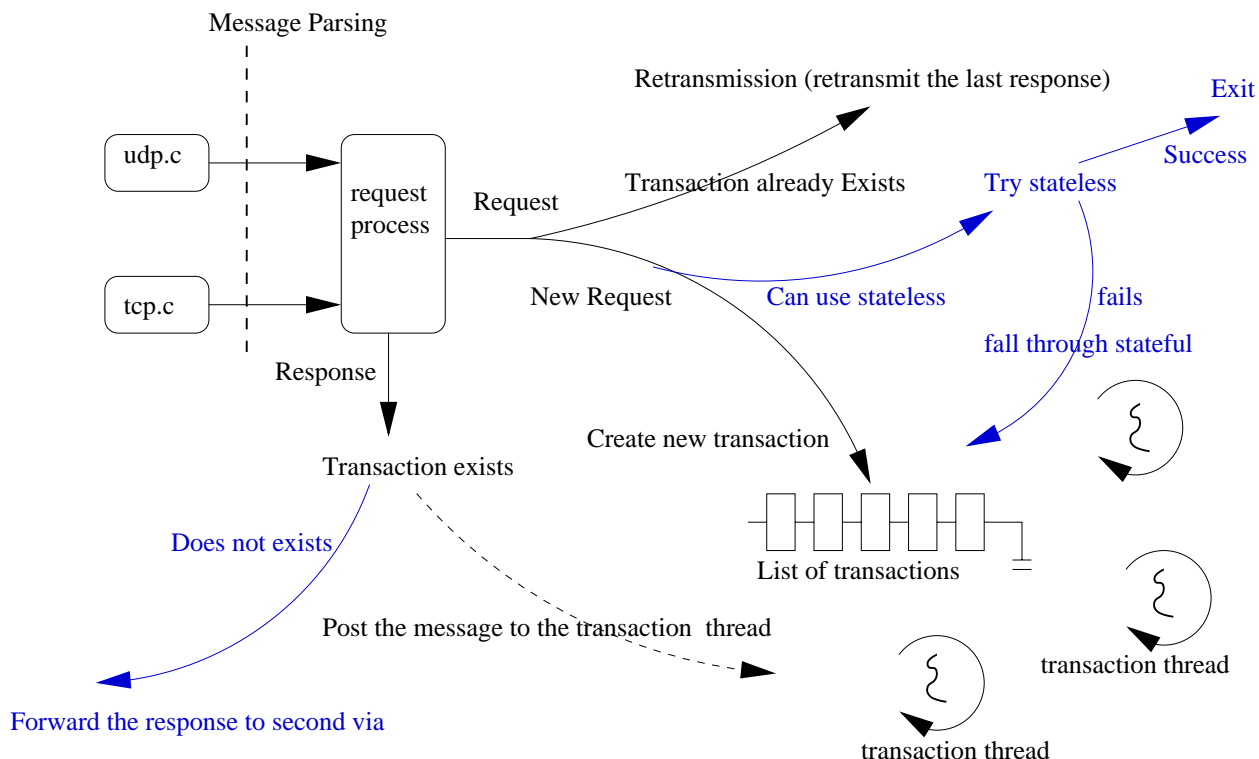 Message Parsing
Retransmission (retransmit the last response)
Exit
udp.c
Success
request
process
Transaction already Exists
Try stateless
Request
New Request
Can use stateless
fails
tcp.c
fall through stateful
Response
Create new transaction
Transaction exists
Does not exists
List of transactions
Post the message to the transaction thread
transaction thread
Forward the response to second via
transaction thread